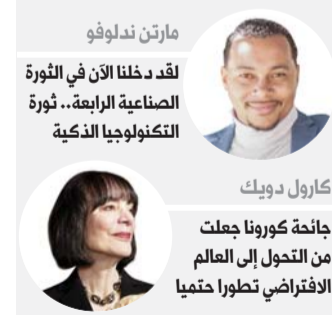 مارتن ندلوفو
لقد دخلنا الآن في الثورة
الصناعية الرابعة.. ثورة
التكنولوجيا الذكية
كارول دويك
جائحة كورونا جعلت
من التحول إلى العالم
الافتراضي تطورا حتميا